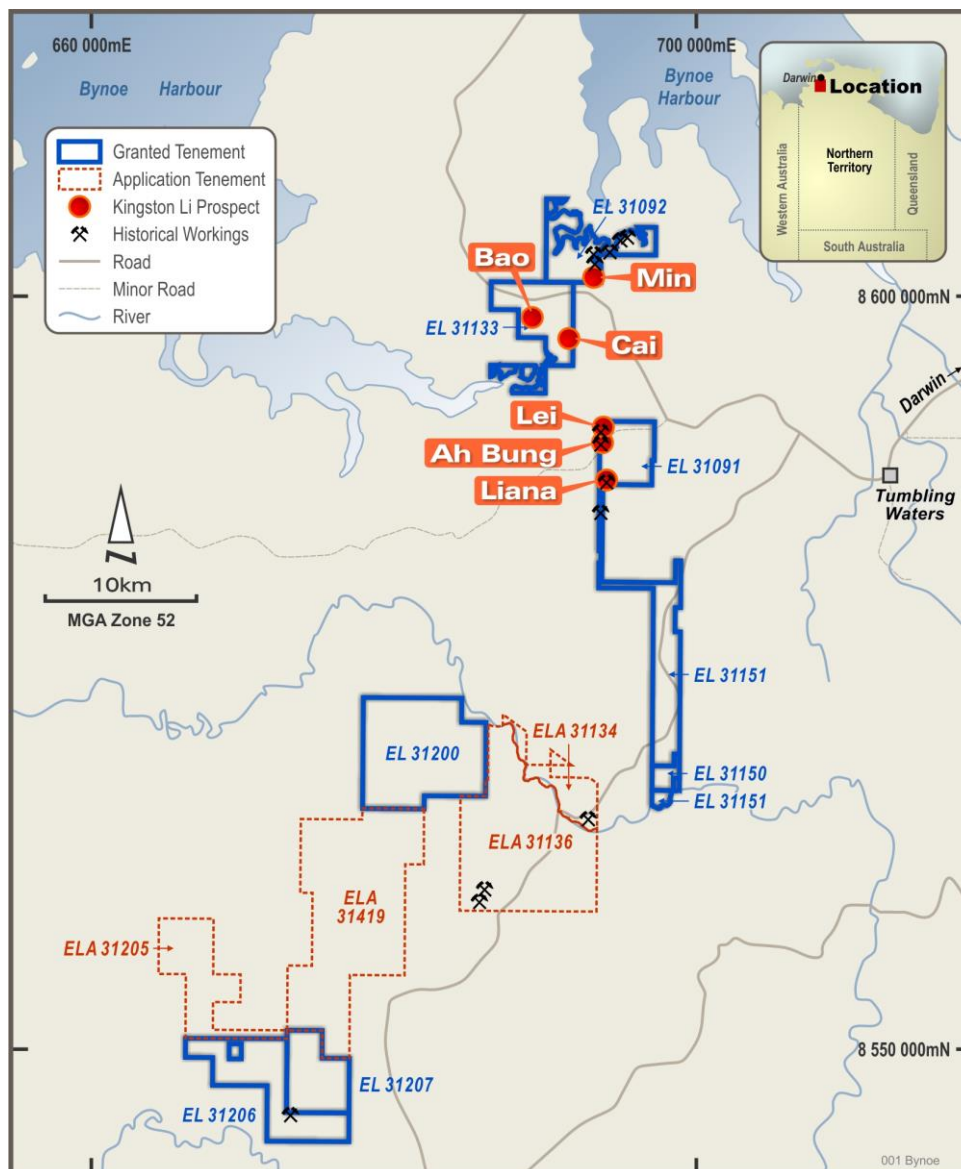 660 000mE
700 000mE
Bynoe Harbour
Bynoe
Harbour
Darwin
Location
Northern
Territory
Western Australia
Queensland
South Australia
Granted Tenement
Application Tenement
Kingston Li Prospect
Historical Workings
Road
Minor Road
River
EL 31092
Bao
Min
8 600 000mN
EL 31133
Cai
Darwin
Lei
Ah Bung
EL 31091
Liana
Tumbling
Waters
N
10km
MGA Zone 52
EL 31151
ELA 31134
EL 31200
EL 31150
EL 31151
ELA 31136
ELA
31419
ELA 31205
8 550 000mN
EL 31207
EL 31206
001 Bynoe